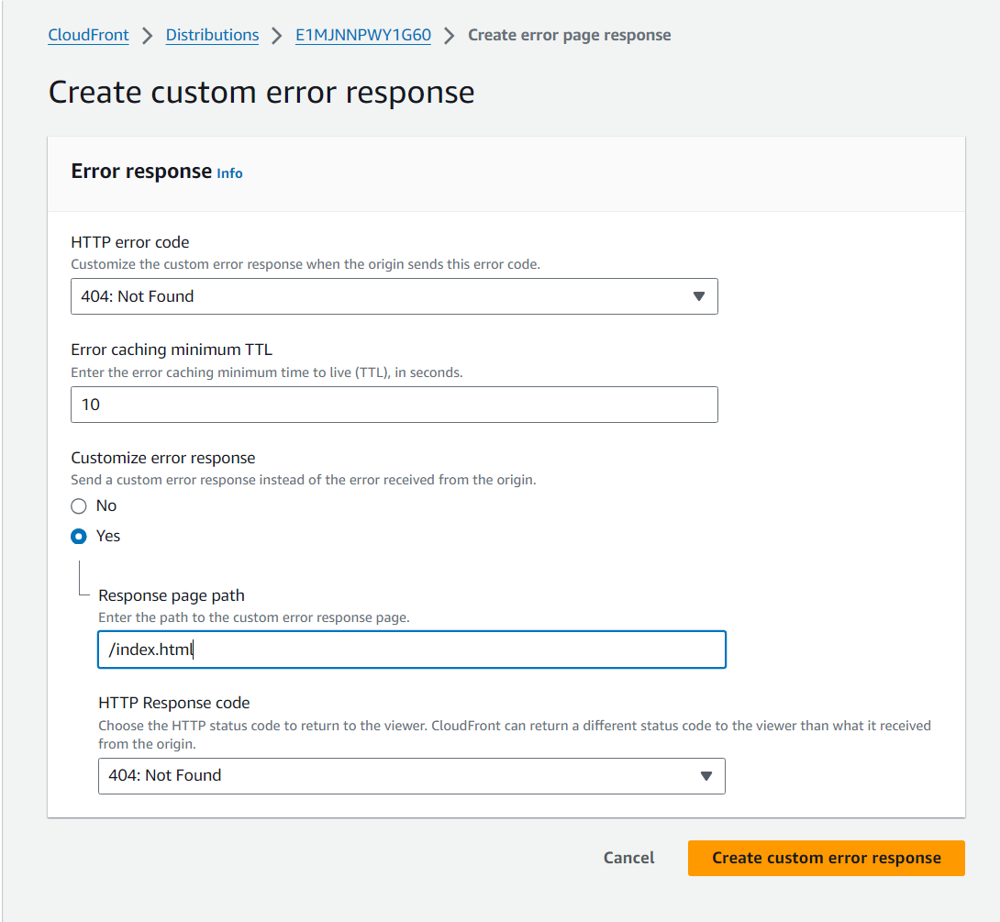 CloudFront > Distributions > E1MJNNPWY1G60 > Create error page response
Create custom error response
Error response Info
HTTP error code
Customize the custom error response when the origin sends this error code.
404: Not Found
Error caching minimum TTL
Enter the error caching minimum time to live (TTL), in seconds.
10
Customize error response
Send a custom error response instead of the error received from the origin.
No
Yes
Response page path
Enter the path to the custom error response page.
/index.html
HTTP Response code
Choose the HTTP status code to return to the viewer. CloudFront can return a different status code to the viewer than what it received
from the origin.
404: Not Found
Cancel Create custom error response